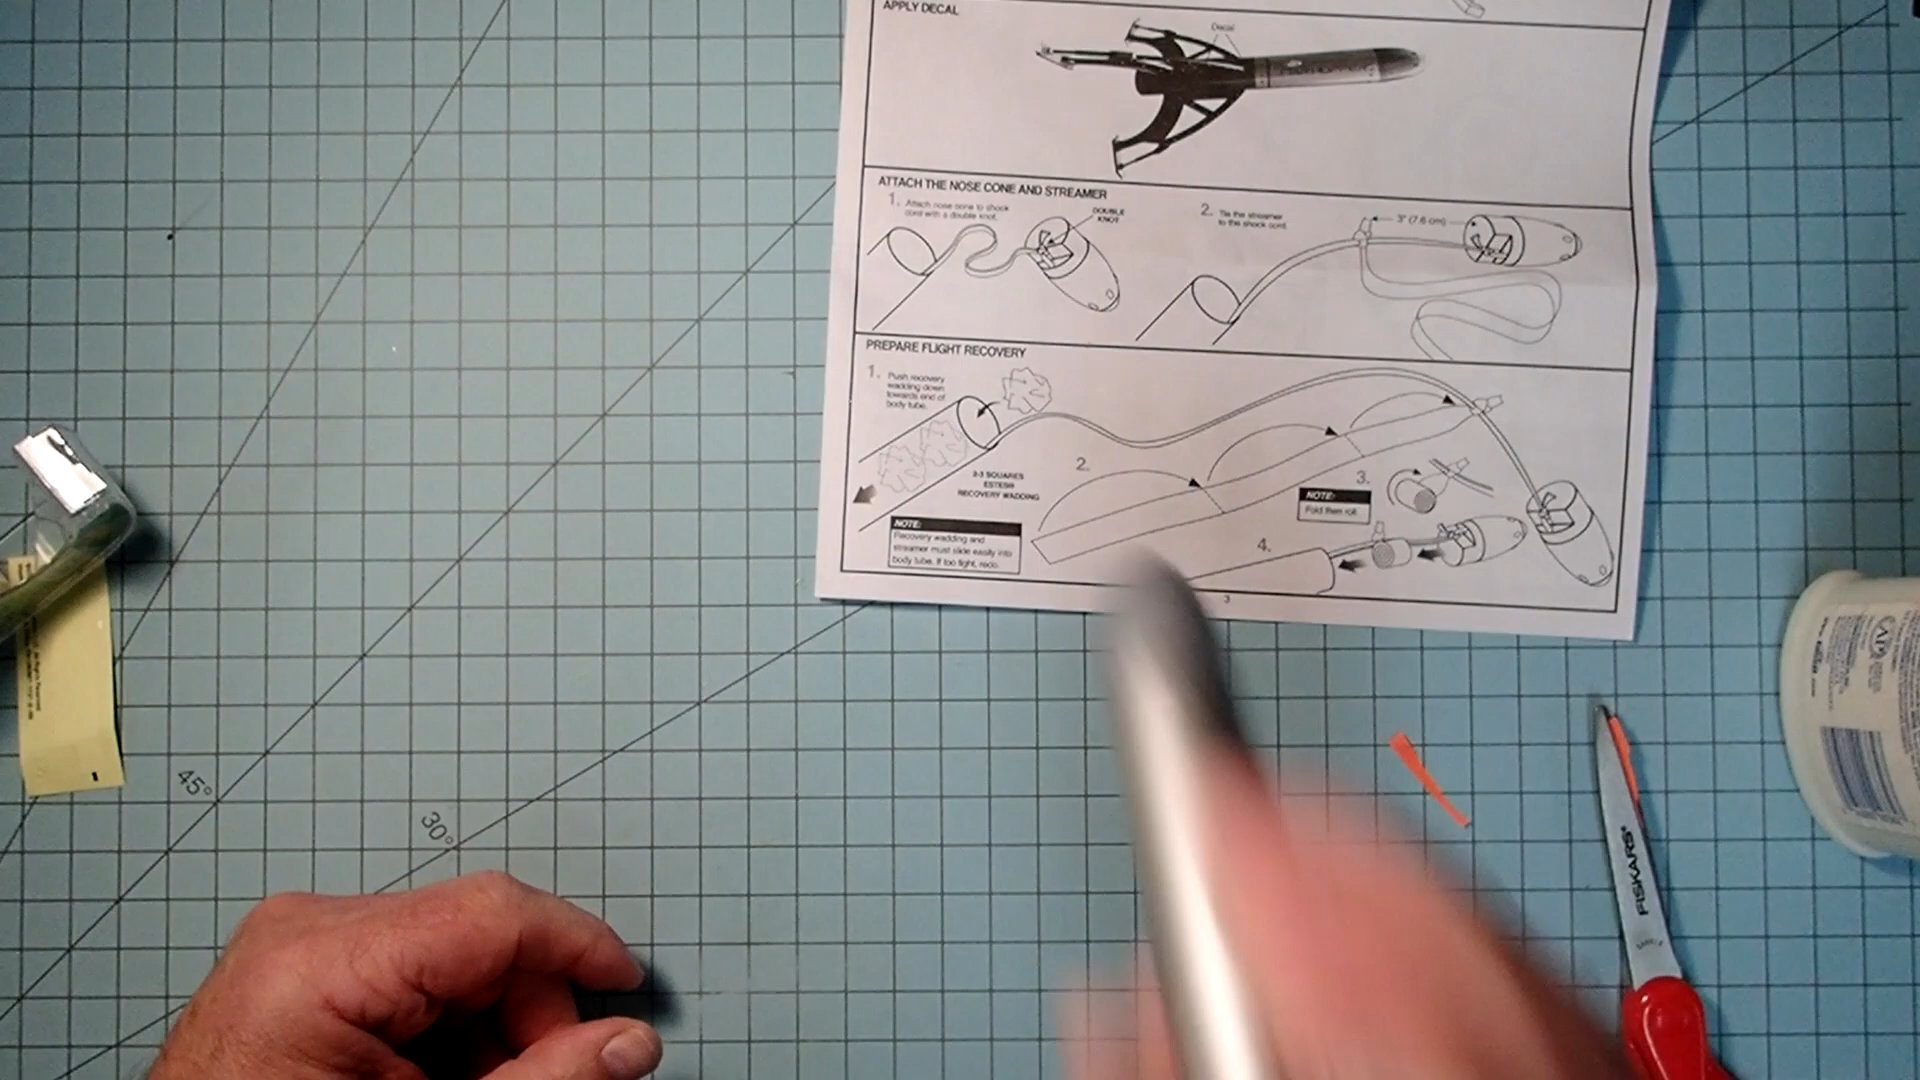 APPLY DECAL
Decal
ATTACH THE NOSE CONE AND STREAMER
1. Attach nose cone to shock
cord with a double knot.
DOUBLE
KNOT
2. Tie the streamer
to the shock cord.
3" (7.6 cm)
PREPARE FLIGHT RECOVERY
1. Push recovery
wadding down
towards end of
body tube.
2-3 SQUARES
ESTES®
RECOVERY WADDING
2.
3.
NOTE:
Fold then roll.
NOTE:
Recovery wadding and
streamer must slide easily into
body tube. If too tight, redo.
4.
3
45°
30°
FISKARS®